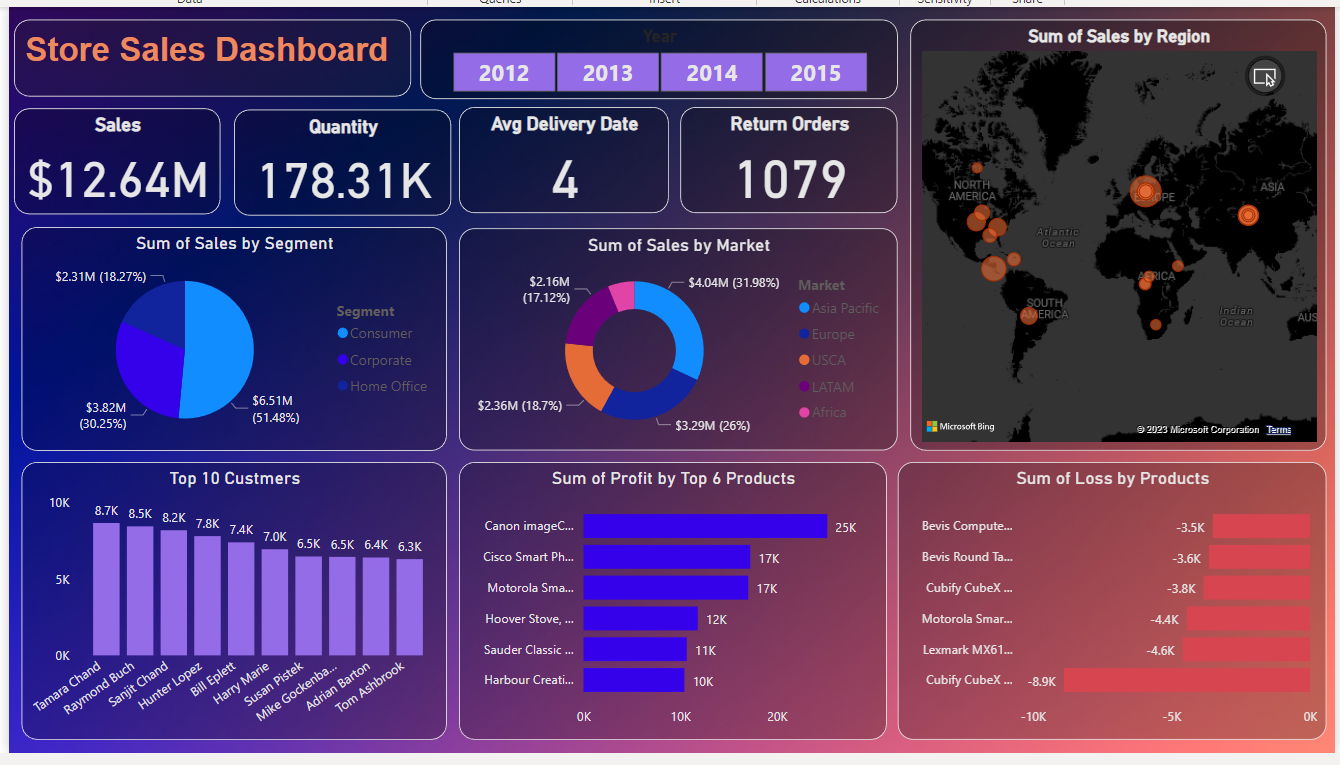 Data Queries Insert Calculations Sensitivity Share
Store Sales Dashboard
Year
2012 2013 2014 2015
Sales
$12.64M
Quantity
178.31K
Avg Delivery Date
4
Return Orders
1079
Sum of Sales by Region
NORTH
AMERICA
EUROPE
ASIA
Atlantic
Ocean
AFRICA
SOUTH
AMERICA
Indian
Ocean
AUS
Microsoft Bing
© 2023 Microsoft Corporation Terms
Sum of Sales by Segment
$2.31M (18.27%)
$3.82M
(30.25%)
$6.51M
(51.48%)
Segment
Consumer
Corporate
Home Office
Sum of Sales by Market
$2.16M
(17.12%)
$4.04M (31.98%)
$2.36M (18.7%)
$3.29M (26%)
Market
Asia Pacific
Europe
USCA
LATAM
Africa
Top 10 Custmers
10K
5K
0K
8.7K 8.5K 8.2K 7.8K 7.4K 7.0K 6.5K 6.5K 6.4K 6.3K
Tamara Chand
Raymond Buch
Sanjit Chand
Hunter Lopez
Bill Eplett
Harry Marie
Susan Pistek
Mike Gockenba...
Adrian Barton
Tom Ashbrook
Sum of Profit by Top 6 Products
Canon imageC... 25K
Cisco Smart Ph... 17K
Motorola Sma... 17K
Hoover Stove, ... 12K
Sauder Classic ... 11K
Harbour Creati... 10K
0K 10K 20K
Sum of Loss by Products
Bevis Compute... -3.5K
Bevis Round Ta... -3.6K
Cubify CubeX ... -3.8K
Motorola Smar... -4.4K
Lexmark MX61... -4.6K
Cubify CubeX ... -8.9K
-10K -5K 0K